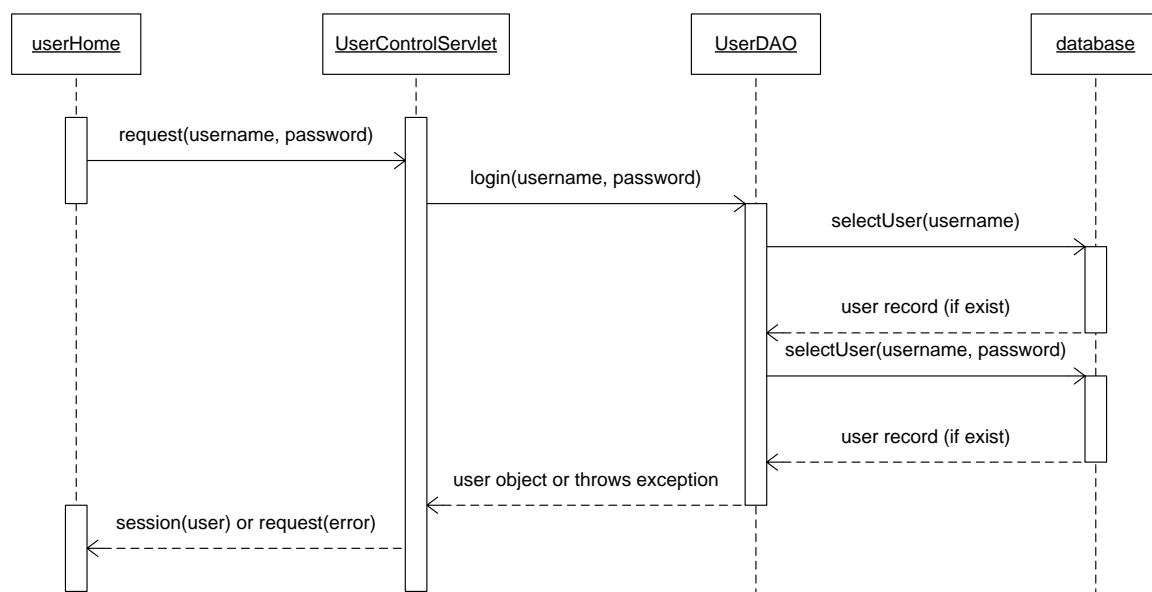 userHome
UserControlServlet
UserDAO
database
request(username, password)
login(username, password)
selectUser(username)
user record (if exist)
selectUser(username, password)
user record (if exist)
user object or throws exception
session(user) or request(error)